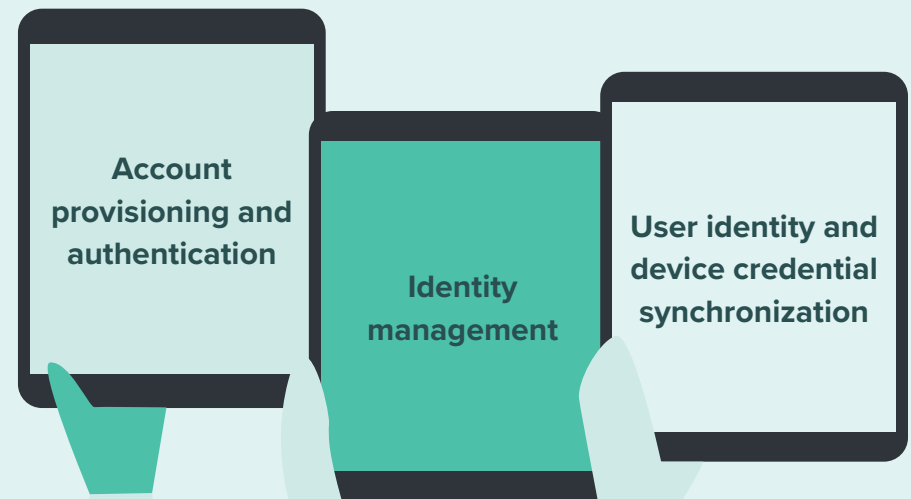 Account
provisioning and
authentication
Identity
management
User identity and
device credential
synchronization